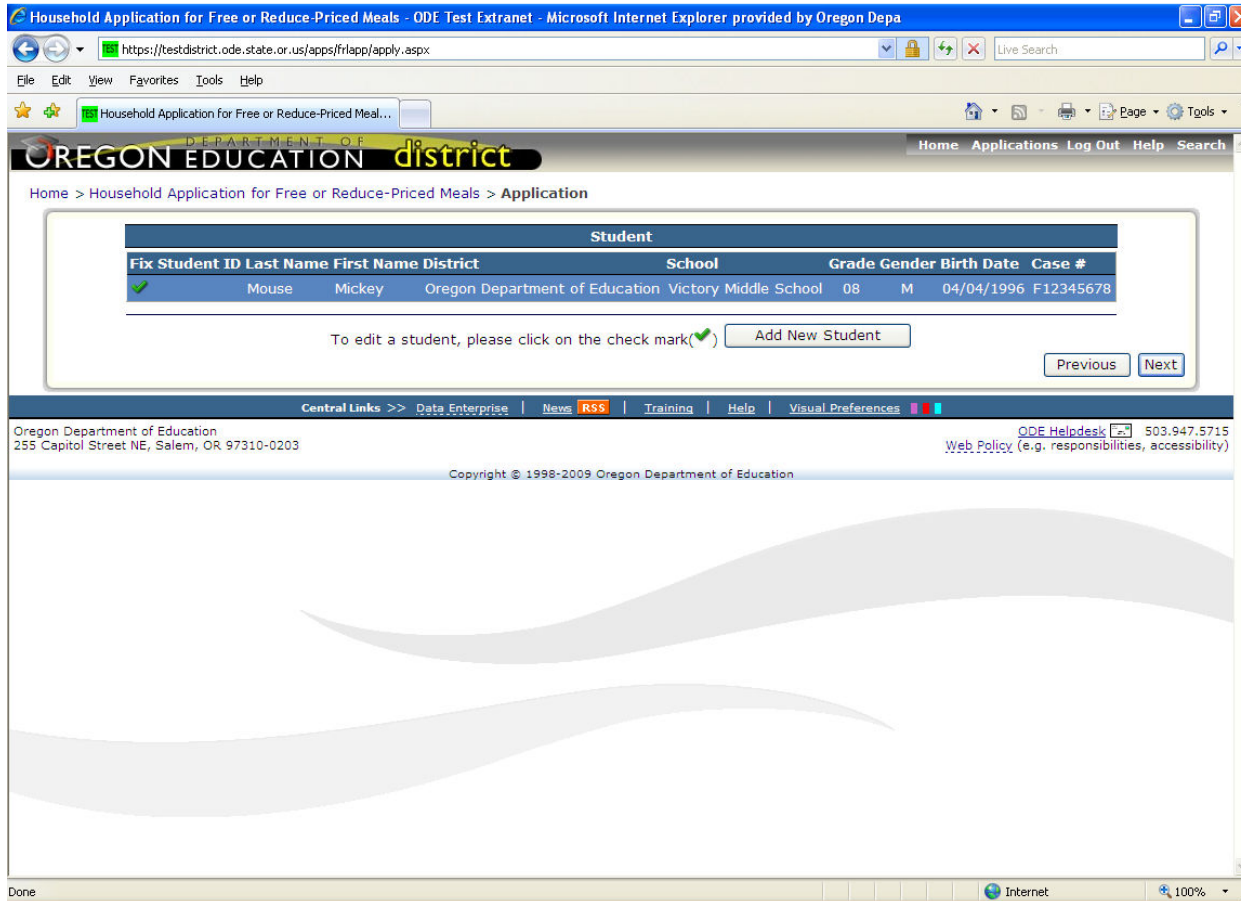 Household Application for Free or Reduce-Priced Meals - ODE Test Extranet - Microsoft Internet Explorer provided by Oregon Depa
TEST https://testdistrict.ode.state.or.us/apps/frlapp/apply.aspx Live Search
File Edit View Favorites Tools Help
TEST Household Application for Free or Reduce-Priced Meal... Page Tools
DEPARTMENT OF
OREGON EDUCATION district Home Applications Log Out Help Search
Home > Household Application for Free or Reduce-Priced Meals > Application
Student
Fix Student ID Last Name First Name District School Grade Gender Birth Date Case #
Mouse Mickey Oregon Department of Education Victory Middle School 08 M 04/04/1996 F12345678
To edit a student, please click on the check mark(✔) Add New Student
Previous Next
Central Links >> Data Enterprise | News RSS | Training | Help | Visual Preferences
Oregon Department of Education ODE Helpdesk 503.947.5715
255 Capitol Street NE, Salem, OR 97310-0203 Web Policy (e.g. responsibilities, accessibility)
Copyright © 1998-2009 Oregon Department of Education
Done Internet 100%